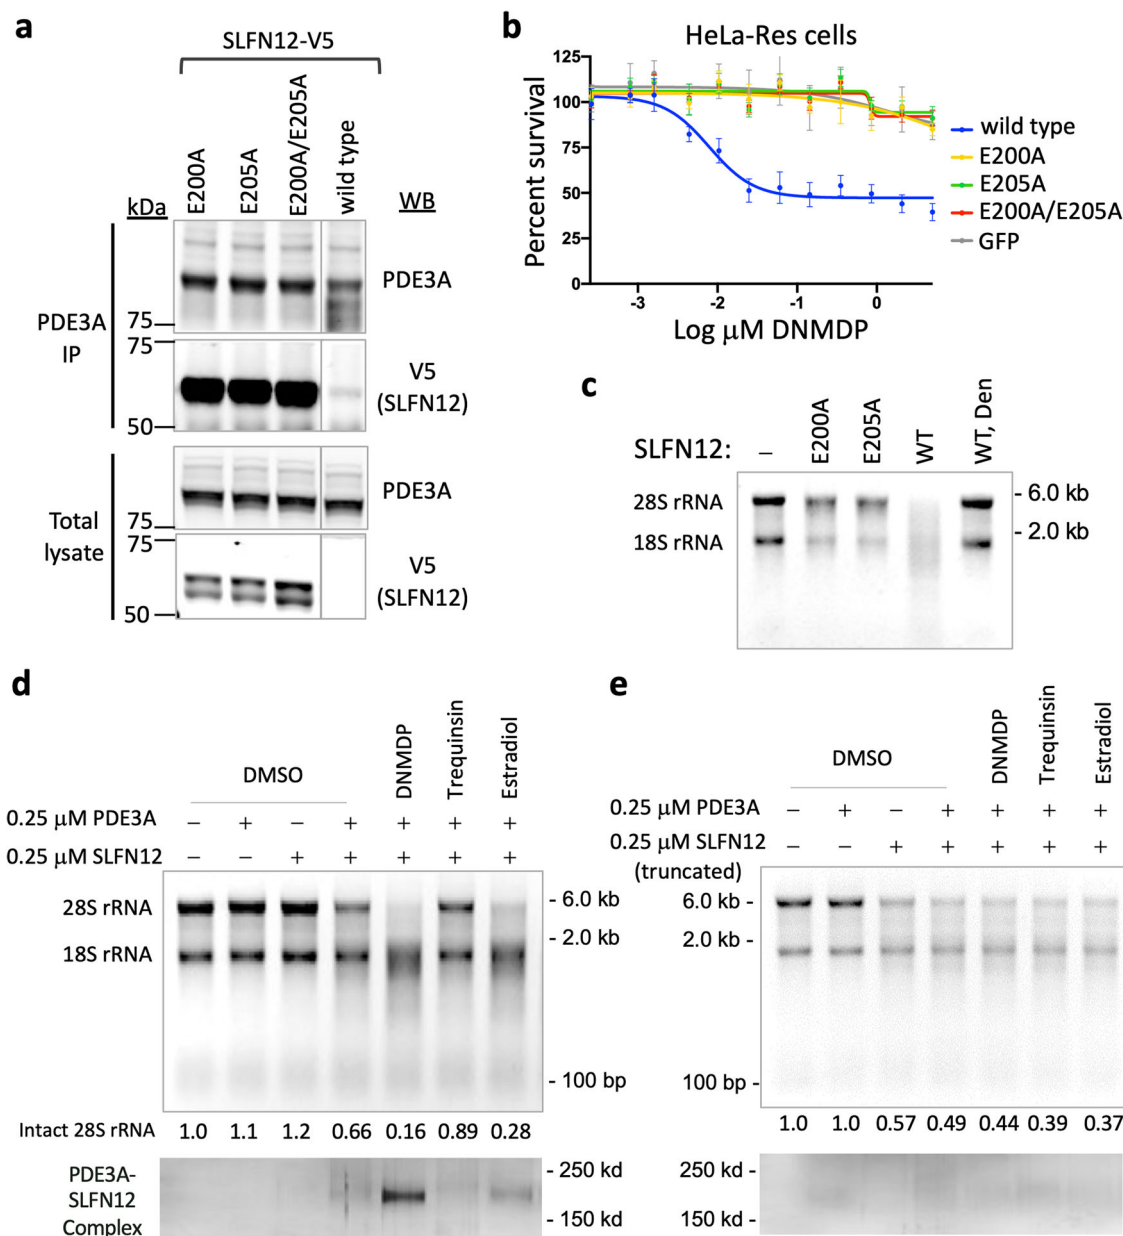 a
SLFN12-V5
E200A
E205A
E200A/E205A
wild type
kDa
WB
PDE3A
75
PDE3A
IP
75
V5
(SLFN12)
50
PDE3A
75
Total
lysate
75
V5
(SLFN12)
50
b
HeLa-Res cells
Percent survival
125
100
75
50
25
0
-3 -2 -1 0
Log μM DNMDP
wild type
E200A
E205A
E200A/E205A
GFP
c
SLFN12: – E200A E205A WT WT, Den
28S rRNA
18S rRNA
- 6.0 kb
- 2.0 kb
d
DMSO
DNMDP
Trequinsin
Estradiol
0.25 μM PDE3A – + – + + + +
0.25 μM SLFN12 – – + + + + +
28S rRNA
18S rRNA
- 6.0 kb
- 2.0 kb
- 100 bp
Intact 28S rRNA 1.0 1.1 1.2 0.66 0.16 0.89 0.28
PDE3A-
SLFN12
Complex
- 250 kd
- 150 kd
e
DMSO
DNMDP
Trequinsin
Estradiol
0.25 μM PDE3A – + – + + + +
0.25 μM SLFN12 – – + + + + +
(truncated)
6.0 kb -
2.0 kb -
100 bp -
1.0 1.0 0.57 0.49 0.44 0.39 0.37
250 kd -
150 kd -